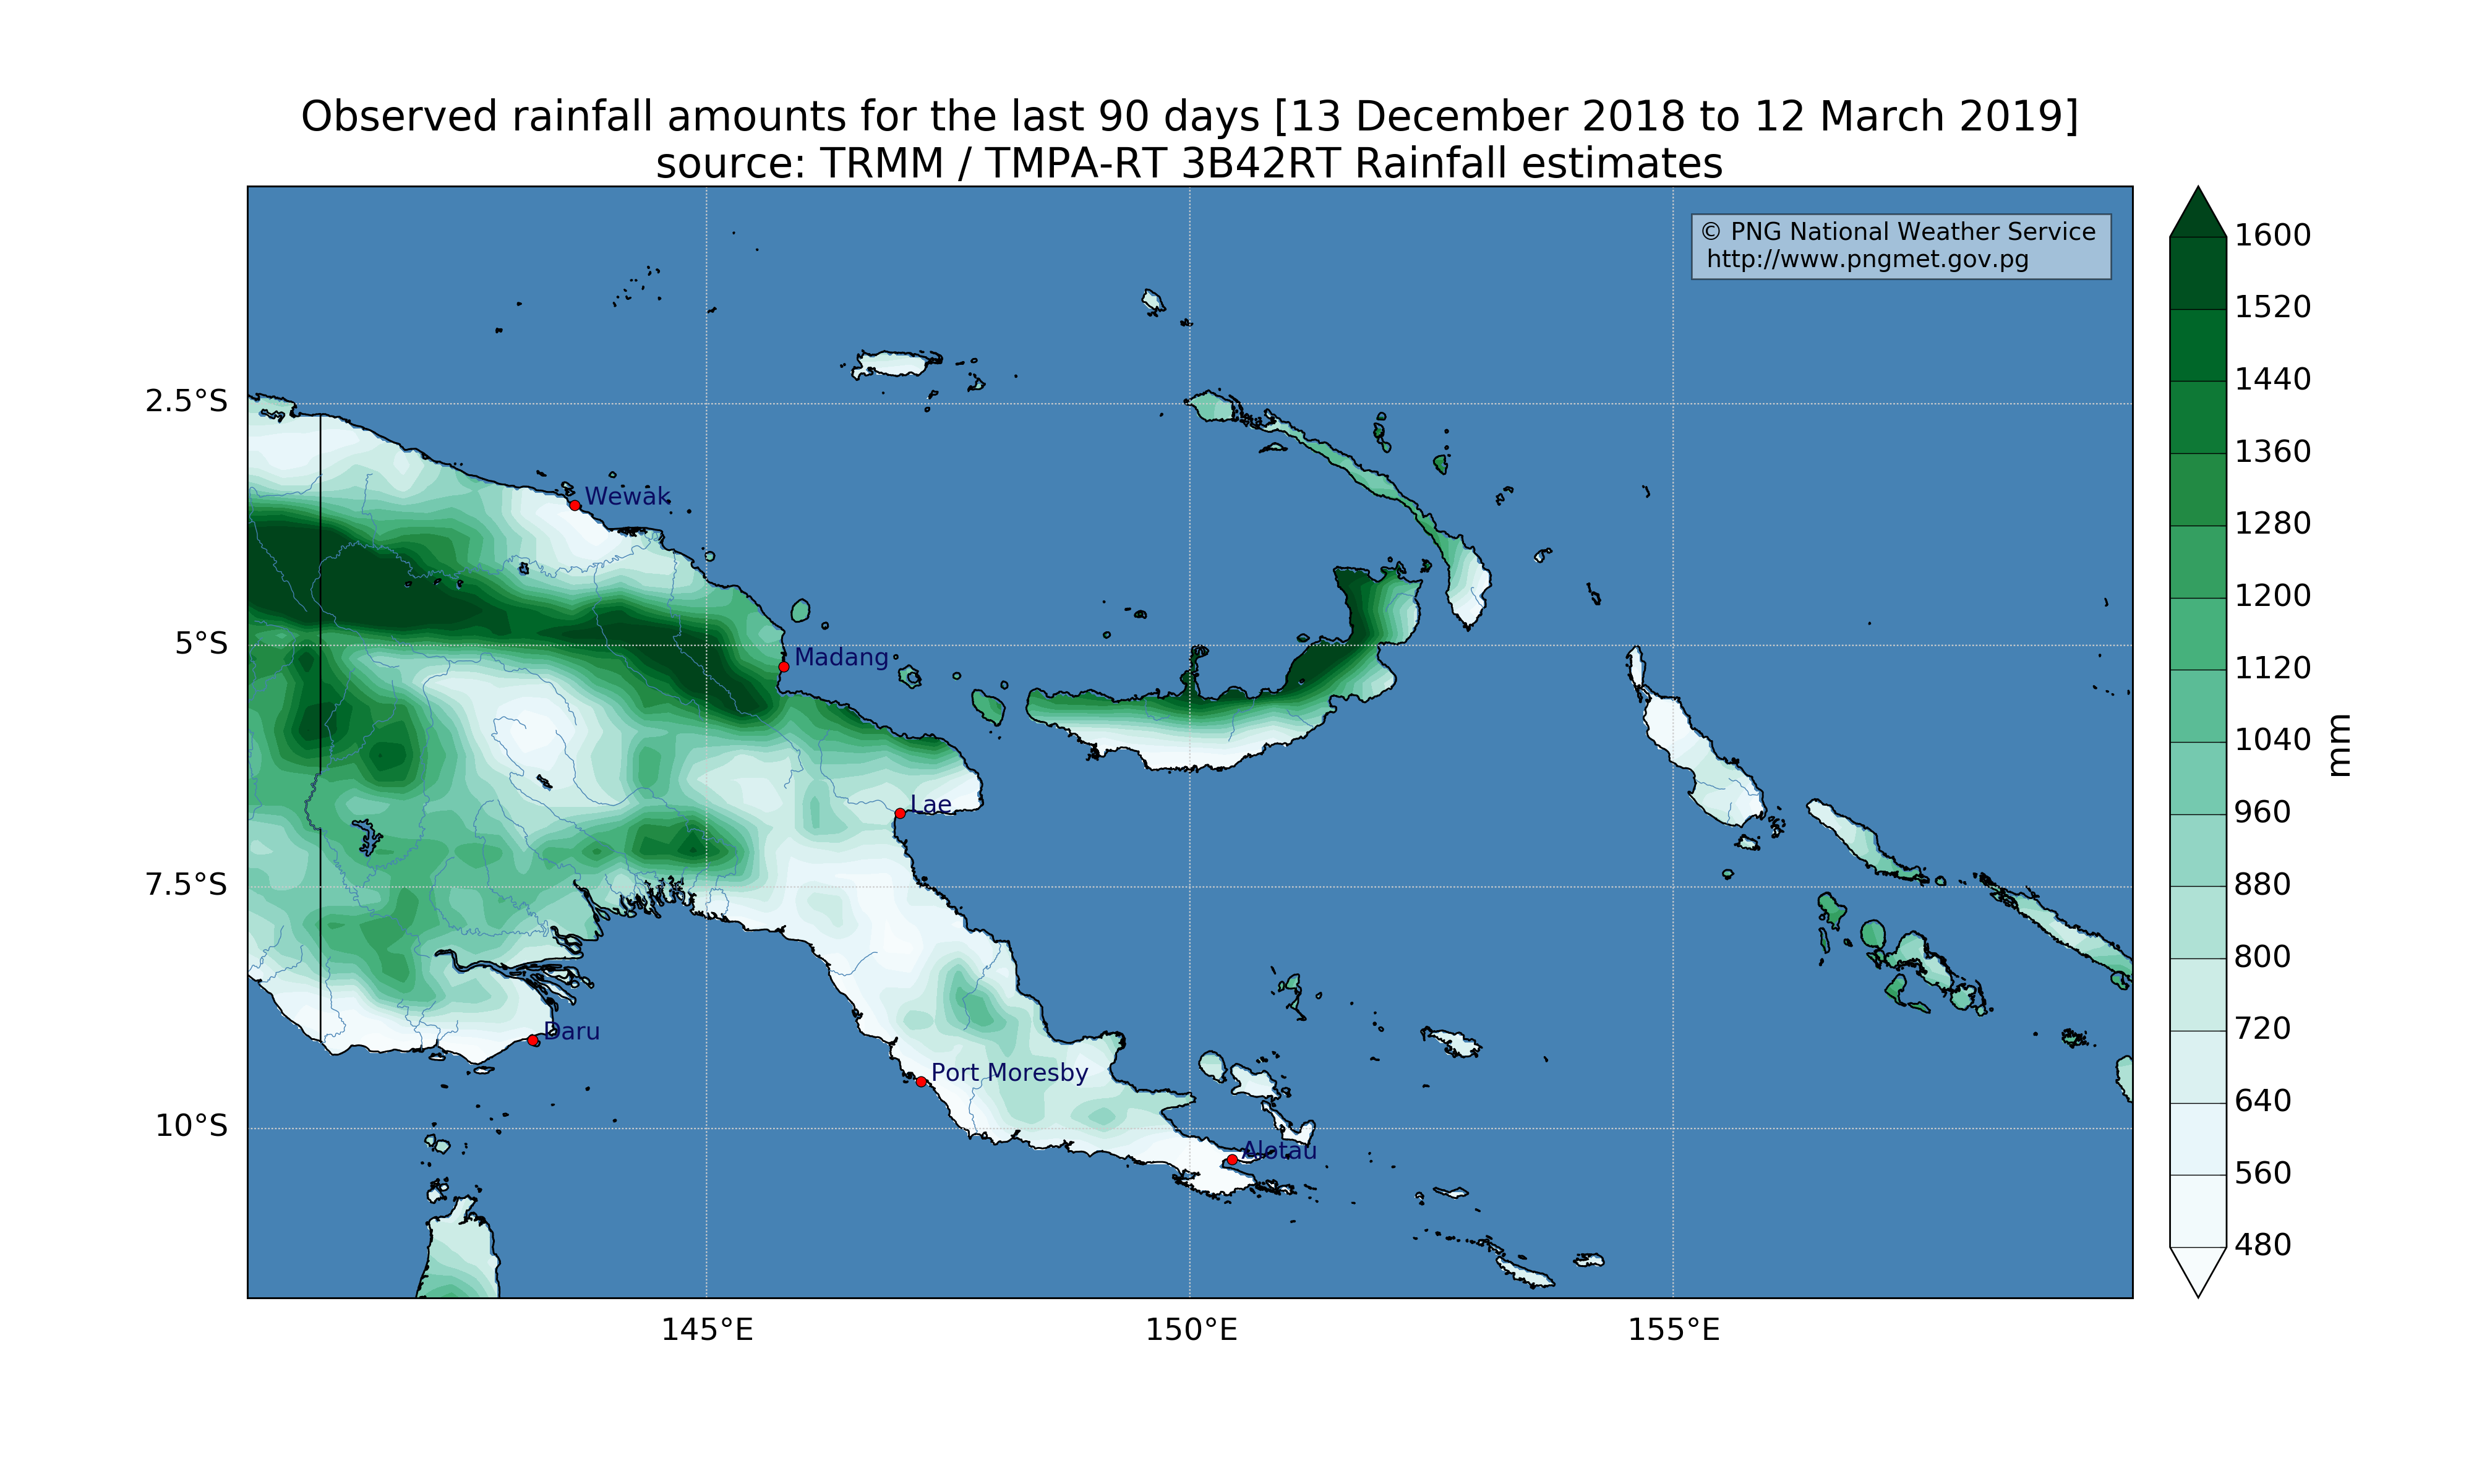 Observed rainfall amounts for the last 90 days [13 December 2018 to 12 March 2019]
source: TRMM / TMPA-RT 3B42RT Rainfall estimates
© PNG National Weather Service
http://www.pngmet.gov.pg
1600
1520
1440
1360
1280
1200
1120
1040
960
880
800
720
640
560
480
mm
2.5°S
5°S
7.5°S
10°S
Wewak
Madang
Lae
Daru
Port Moresby
Alotau
145°E
150°E
155°E